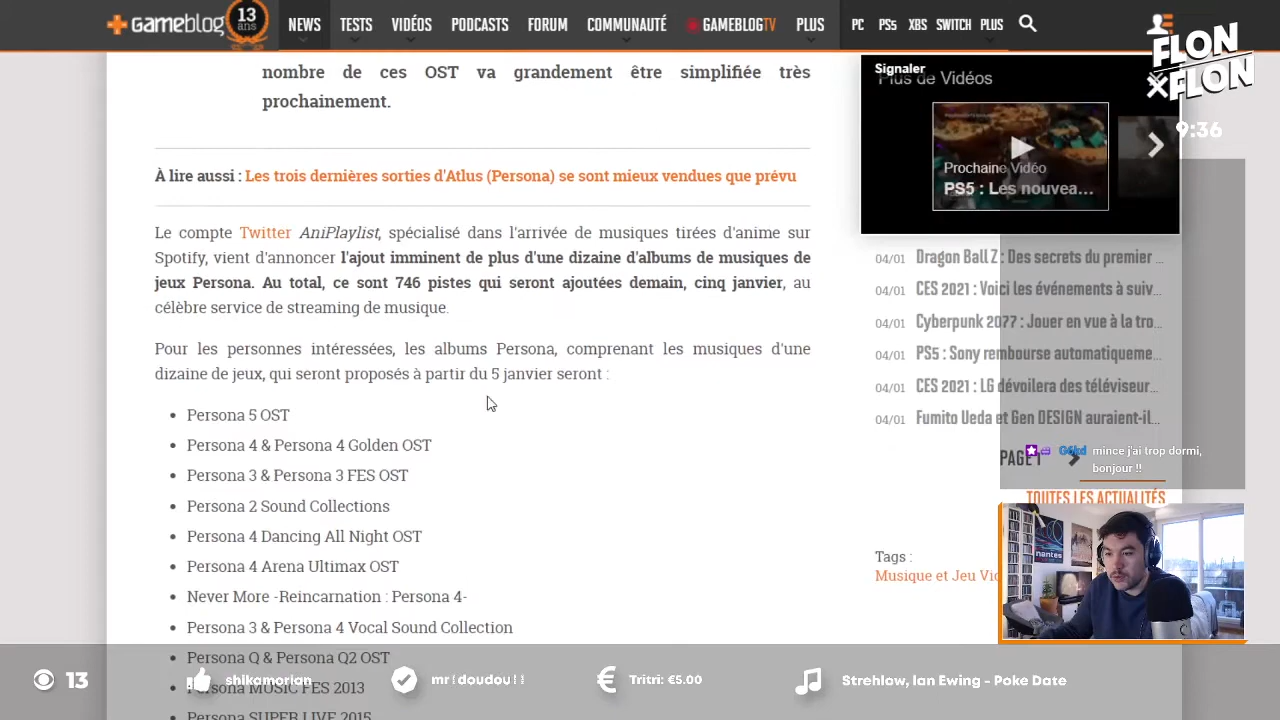 gameblog 13 ans NEWS TESTS VIDÉOS PODCASTS FORUM COMMUNAUTÉ GAMEBLOGTV PLUS PC PS5 XBS SWITCH PLUS
FLON FLON
9:36
nombre de ces OST va grandement être simplifiée très
prochainement.
À lire aussi : Les trois dernières sorties d'Atlus (Persona) se sont mieux vendues que prévu
Le compte Twitter AniPlaylist, spécialisé dans l'arrivée de musiques tirées d'anime sur
Spotify, vient d'annoncer l'ajout imminent de plus d'une dizaine d'albums de musiques de
jeux Persona. Au total, ce sont 746 pistes qui seront ajoutées demain, cinq janvier, au
célèbre service de streaming de musique.
Pour les personnes intéressées, les albums Persona, comprenant les musiques d'une
dizaine de jeux, qui seront proposés à partir du 5 janvier seront :
• Persona 5 OST
• Persona 4 & Persona 4 Golden OST
• Persona 3 & Persona 3 FES OST
• Persona 2 Sound Collections
• Persona 4 Dancing All Night OST
• Persona 4 Arena Ultimax OST
• Never More -Reincarnation : Persona 4-
• Persona 3 & Persona 4 Vocal Sound Collection
• Persona Q & Persona Q2 OST
• Persona MUSIC FES 2013
Persona SUPER LIVE 2015
Signaler
Plus de Vidéos
Prochaine Vidéo
PS5 : Les nouvea...
04/01 Dragon Ball Z : Des secrets du premier ...
04/01 CES 2021 : Voici les événements à suiv...
04/01 Cyberpunk 2077 : Jouer en vue à la tro...
04/01 PS5 : Sony rembourse automatiqueme...
04/01 CES 2021 : LG dévoilera des téléviseur...
04/01 Fumito Ueda et Gen DESIGN auraient-il...
PAGE 1
mince j'ai trop dormi,
bonjour !!
TOUTES LES ACTUALITÉS
Tags :
Musique et Jeu Vi
nantes
13 shikamorian mr!doudou!! Tritri: €5.00 Strehlow, Ian Ewing - Poke Date